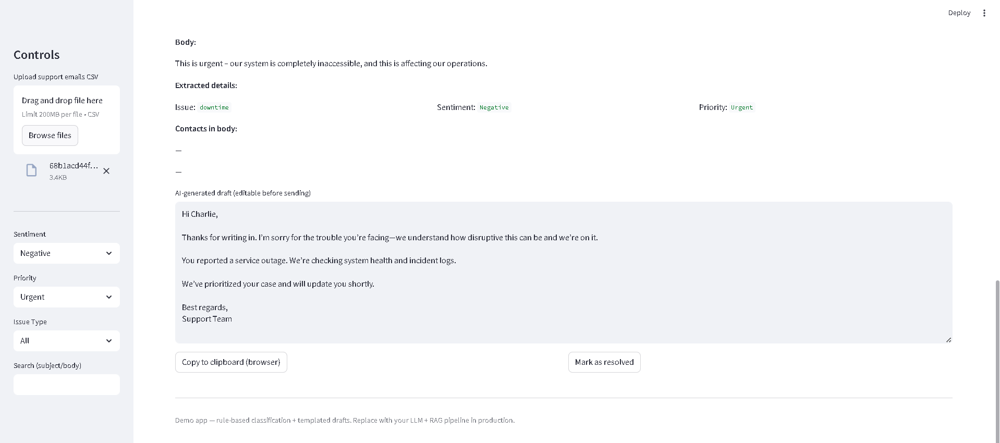 Deploy
Controls
Upload support emails CSV
Drag and drop file here
Limit 200MB per file • CSV
Browse files
68b1acd44f...
3.4KB
Sentiment
Negative
Priority
Urgent
Issue Type
All
Search (subject/body)
Body:
This is urgent – our system is completely inaccessible, and this is affecting our operations.
Extracted details:
Issue: downtime
Sentiment: Negative
Priority: Urgent
Contacts in body:
—
—
AI-generated draft (editable before sending)
Hi Charlie,
Thanks for writing in. I’m sorry for the trouble you’re facing—we understand how disruptive this can be and we’re on it.
You reported a service outage. We’re checking system health and incident logs.
We’ve prioritized your case and will update you shortly.
Best regards,
Support Team
Copy to clipboard (browser)
Mark as resolved
Demo app — rule-based classification + templated drafts. Replace with your LLM + RAG pipeline in production.